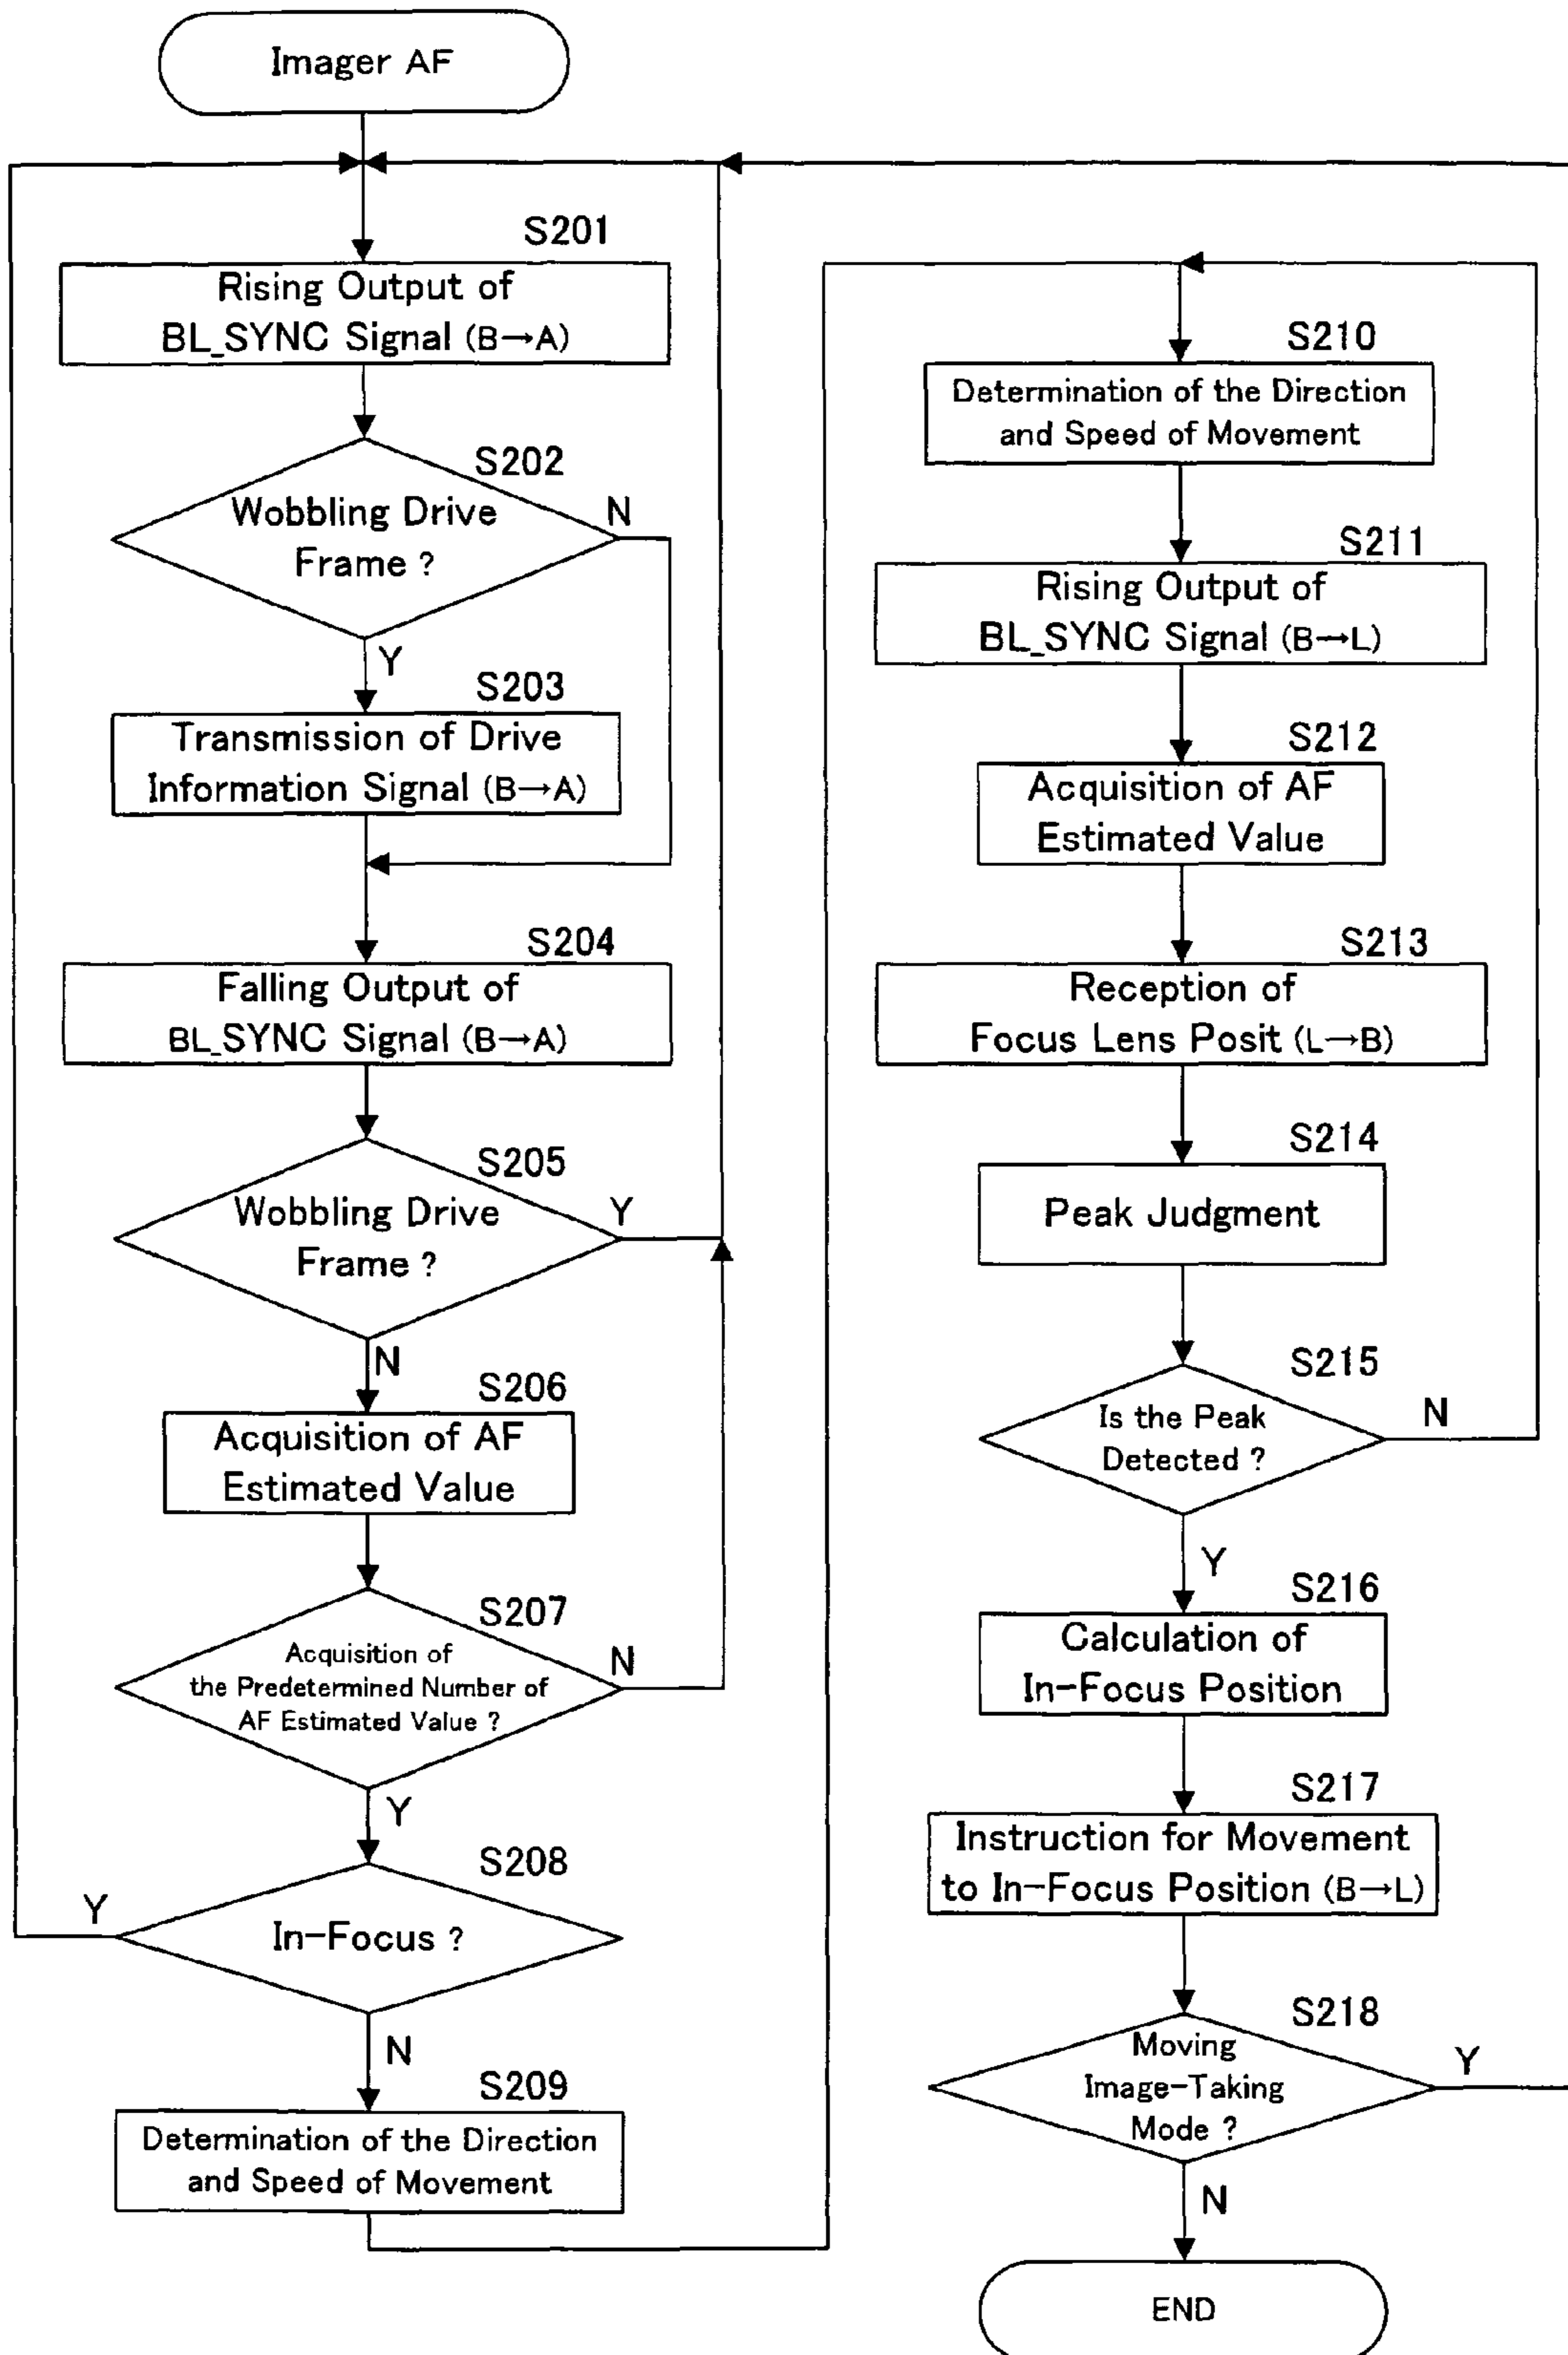 Imager AF
S201
Rising Output of
BL_SYNC Signal (B→A)
S202
Wobbling Drive
Frame ?
N
Y
S203
Transmission of Drive
Information Signal (B→A)
S204
Falling Output of
BL_SYNC Signal (B→A)
S205
Wobbling Drive
Frame ?
Y
N
S206
Acquisition of AF
Estimated Value
S207
Acquisition of
the Predetermined Number of
AF Estimated Value ?
N
Y
S208
In-Focus ?
Y
N
S209
Determination of the Direction
and Speed of Movement
S210
Determination of the Direction
and Speed of Movement
S211
Rising Output of
BL_SYNC Signal (B→L)
S212
Acquisition of AF
Estimated Value
S213
Reception of
Focus Lens Posit (L→B)
S214
Peak Judgment
S215
Is the Peak
Detected ?
N
Y
S216
Calculation of
In-Focus Position
S217
Instruction for Movement
to In-Focus Position (B→L)
S218
Moving
Image-Taking
Mode ?
Y
N
END